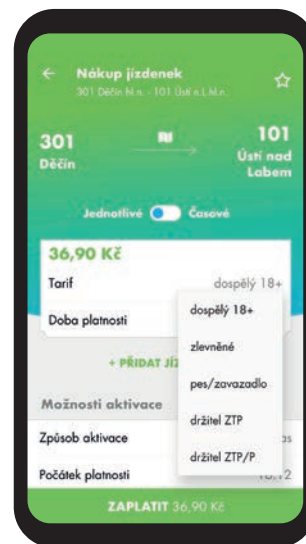 Nákup jízdenek
301 Děčín hl.n. - 101 Ústí n.L.hl.n.
301
Děčín
101
Ústí nad
Labem
Jednotlivé Časové
36,90 Kč
Tarif dospělý 18+
Doba platnosti
dospělý 18+
zlevněné
pes/zavazadlo
držitel ZTP
držitel ZTP/P
+ PŘIDAT
Možnosti aktivace
Způsob aktivace
Počátek platnosti
ZAPLATIT 36,90 Kč